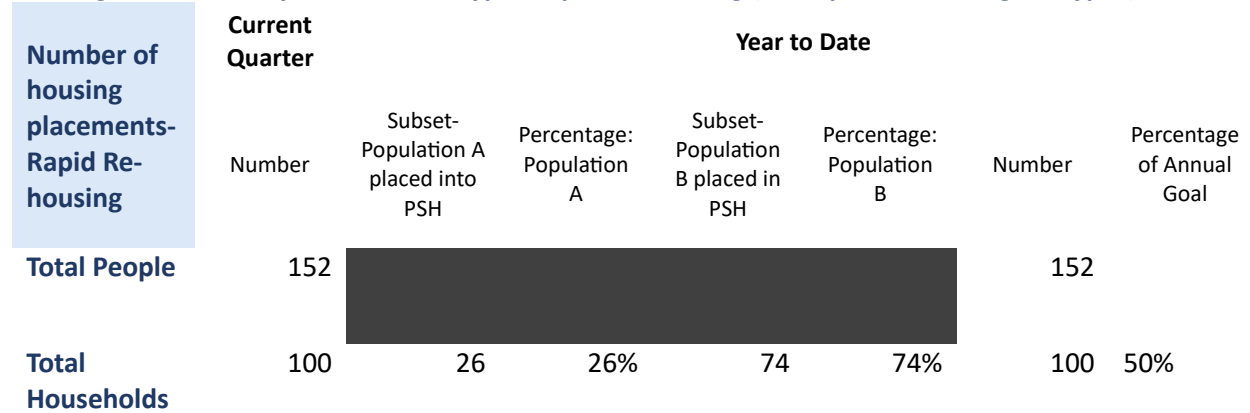 Current
Quarter
Year to Date
Number of
housing
placements-
Rapid Re-
housing
Number
Subset-
Population A
placed into
PSH
Percentage:
Population
A
Subset-
Population
B placed in
PSH
Percentage:
Population
B
Number
Percentage
of Annual
Goal
Total People 152 152
Total
Households
100 26 26% 74 74% 100 50%